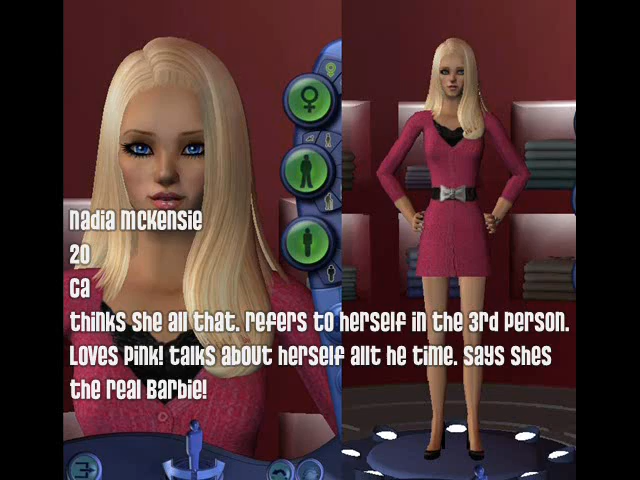 Nadia McKensie
20
Ca
thinks she all that. refers to herself in the 3rd person.
Loves pink! talks about herself allt he time. says shes
the real Barbie!